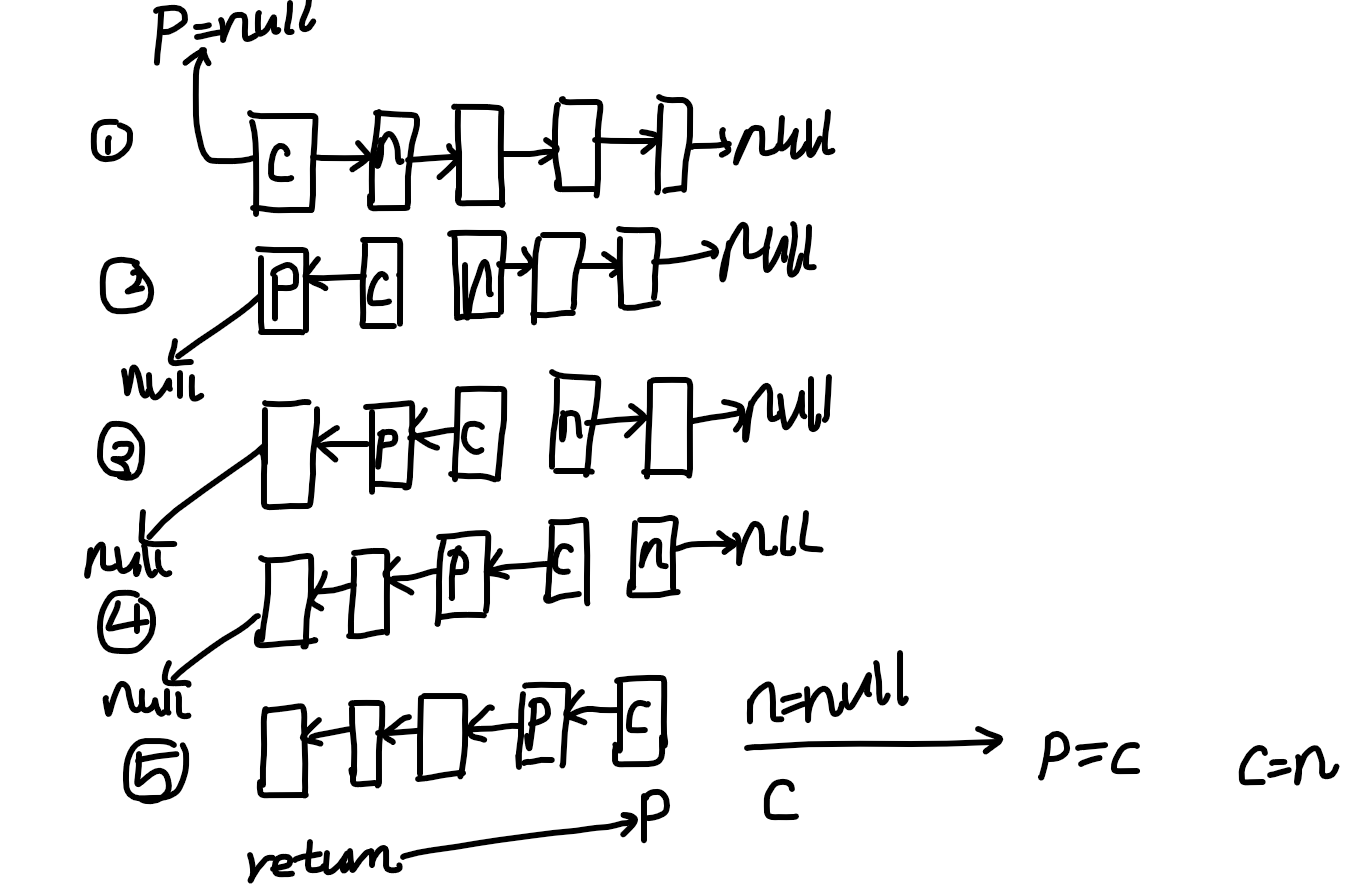 P=null
① C n null
② P C n null
null
③ P C n null
null
④ P C n null
null
⑤ P C n=null
P=C C=n
C
return P